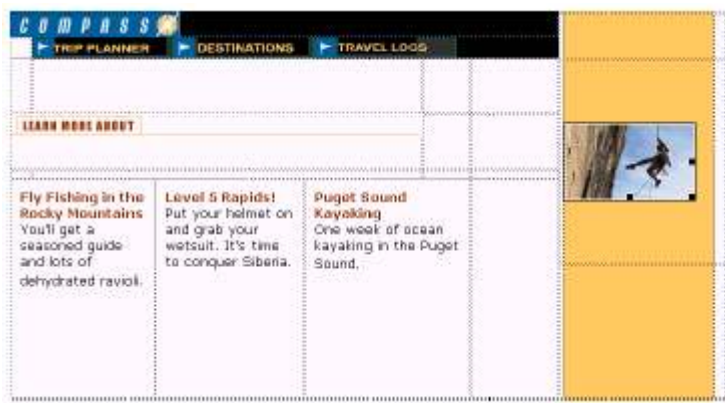 COMPASS
TRIP PLANNER
DESTINATIONS
TRAVEL LOGS
LEARN MORE ABOUT
Fly Fishing in the
Rocky Mountains
You'll get a
seasoned guide
and lots of
dehydrated ravioli.
Level 5 Rapids!
Put your helmet on
and grab your
wetsuit. It's time
to conquer Siberia.
Puget Sound
Kayaking
One week of ocean
kayaking in the Puget
Sound.